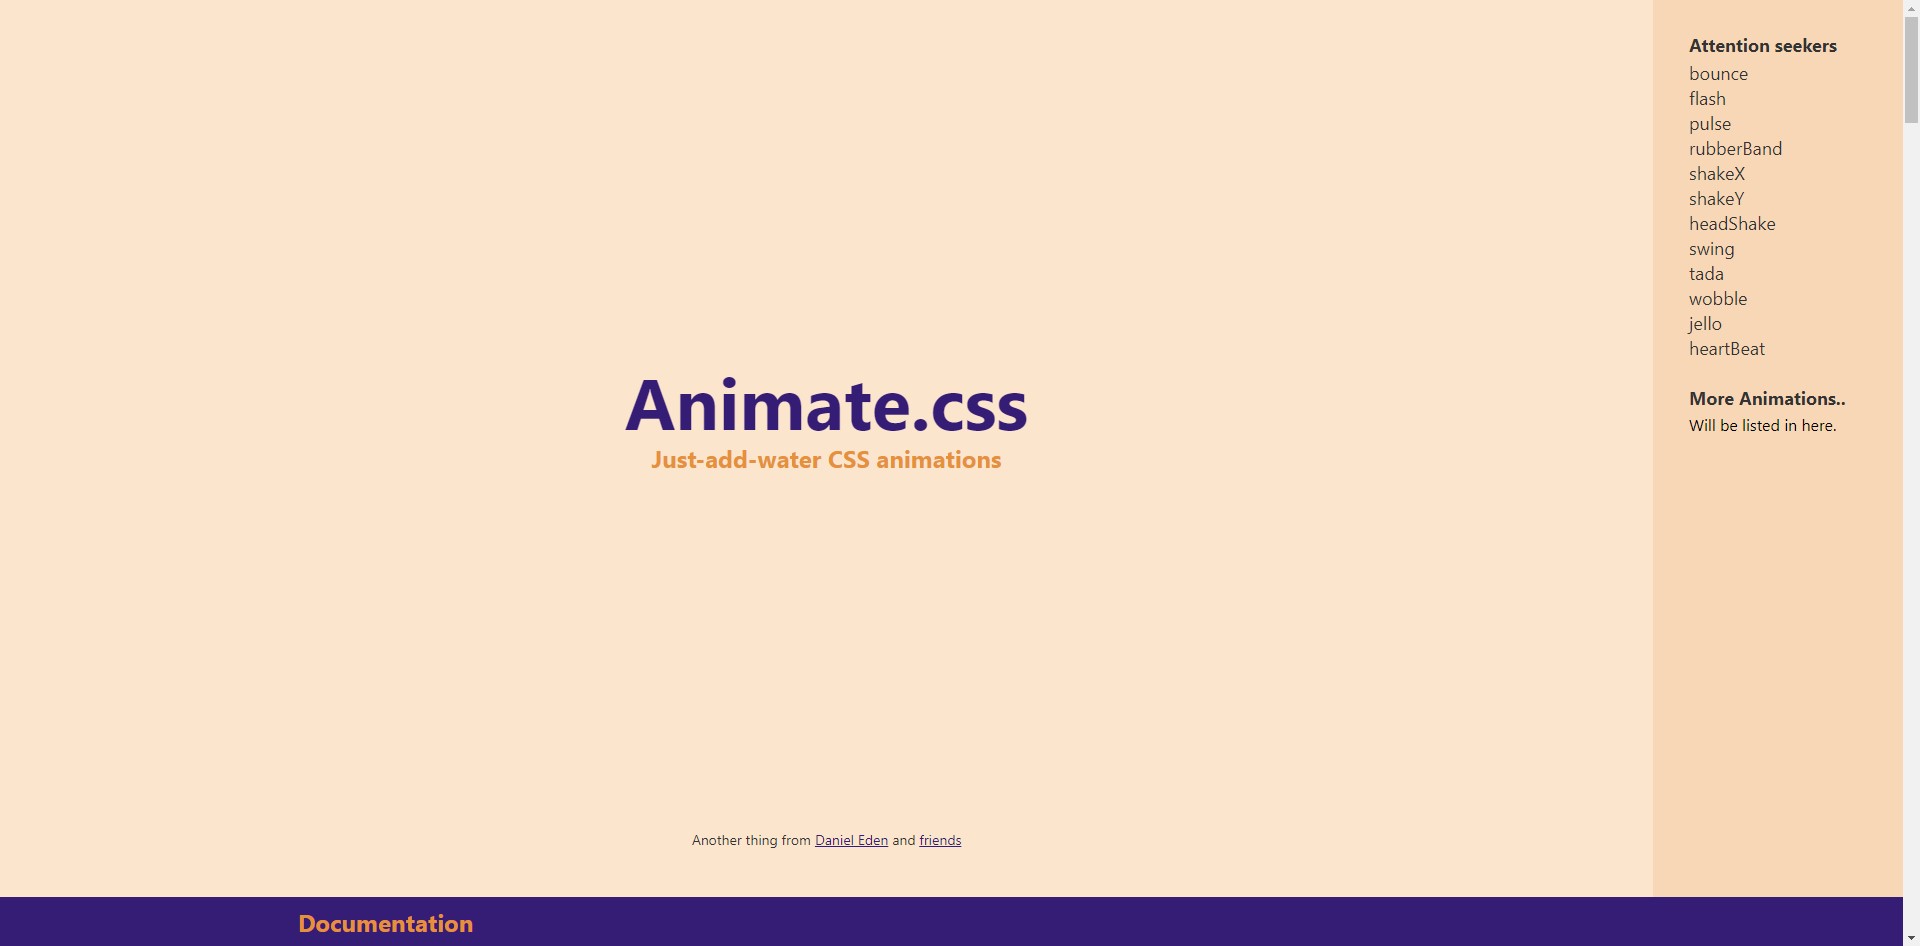 Animate.css
Just-add-water CSS animations
Another thing from Daniel Eden and friends
Attention seekers
bounce
flash
pulse
rubberBand
shakeX
shakeY
headShake
swing
tada
wobble
jello
heartBeat
More Animations..
Will be listed in here.
Documentation